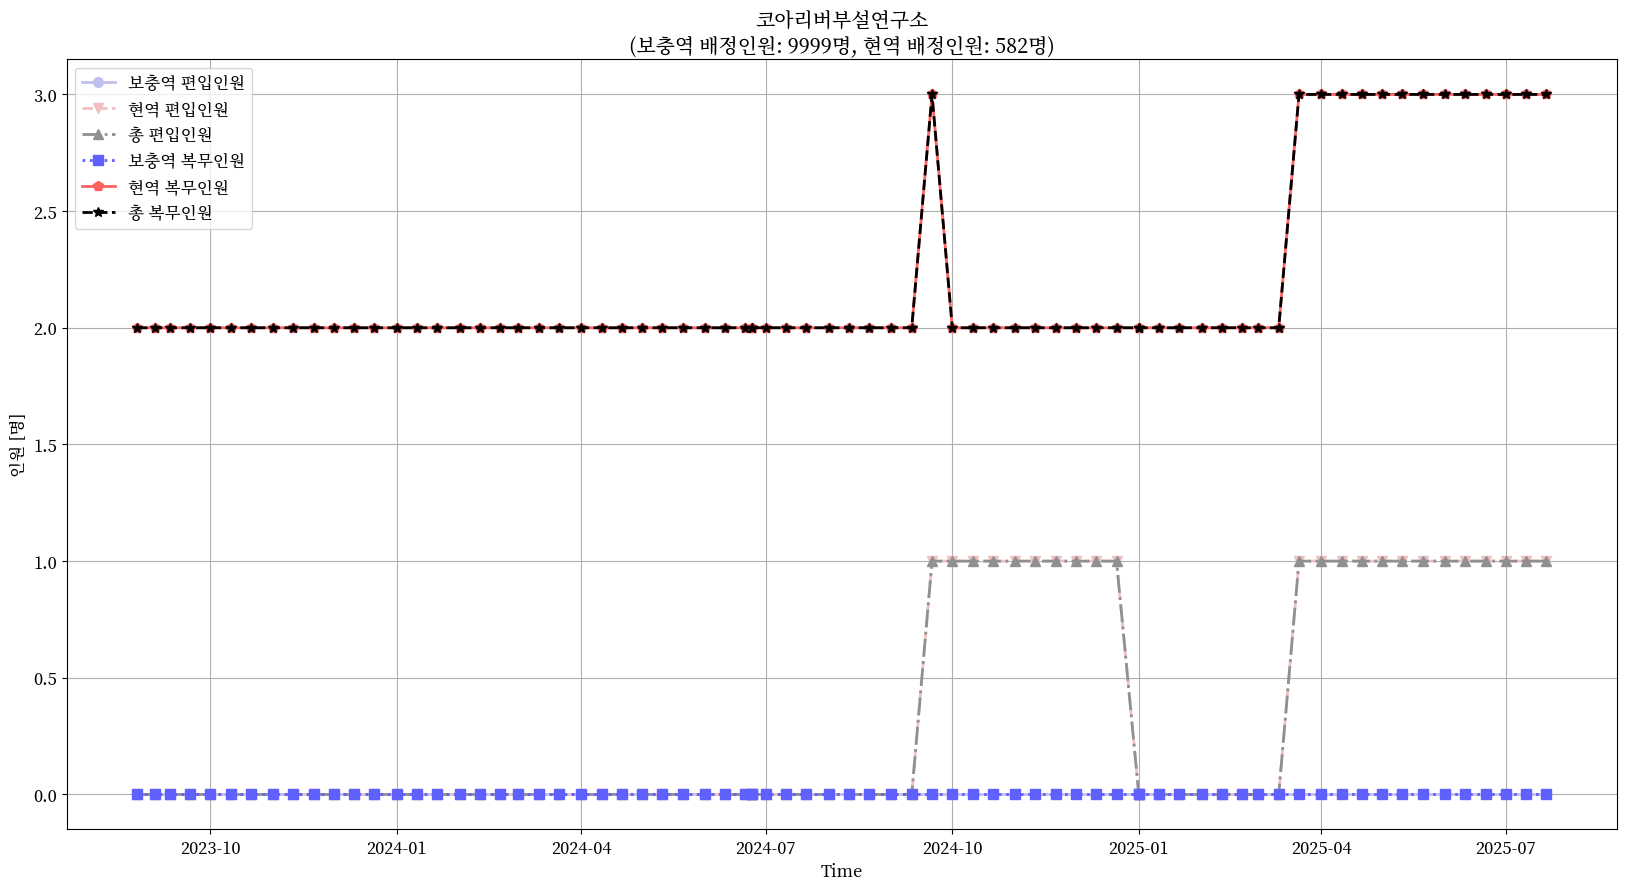 코아리버부설연구소
(보충역 배정인원: 9999명, 현역 배정인원: 582명)
보충역 편입인원
현역 편입인원
총 편입인원
보충역 복무인원
현역 복무인원
총 복무인원
3.0
2.5
2.0
1.5
1.0
0.5
0.0
인원 [명]
2023-10
2024-01
2024-04
2024-07
2024-10
2025-01
2025-04
2025-07
Time